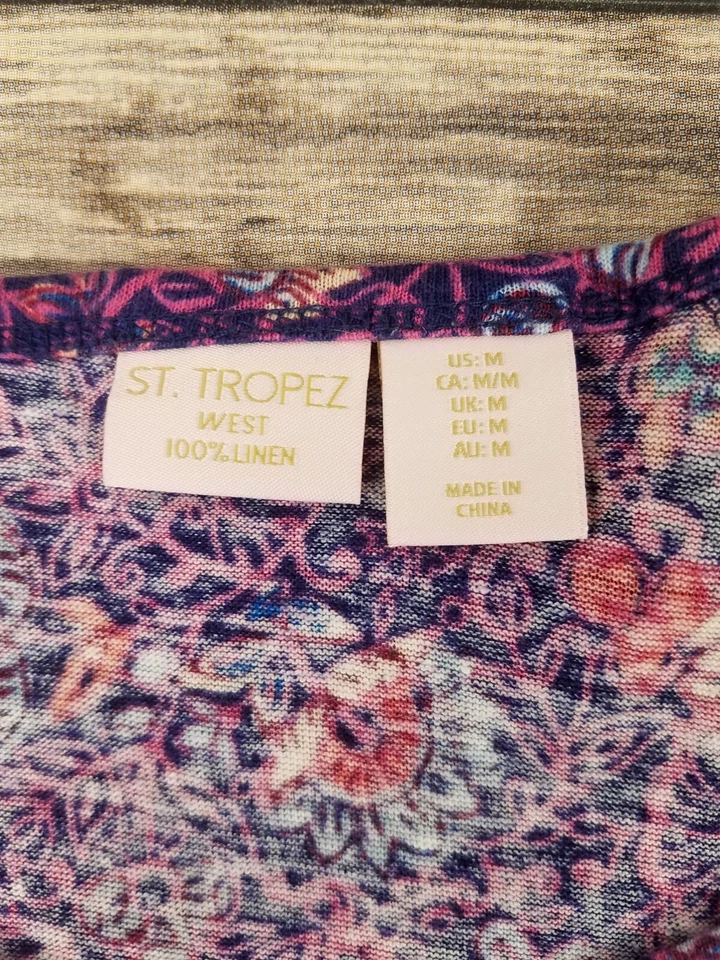 ST. TROPEZ
WEST
100% LINEN
US: M
CA: M/M
UK: M
EU: M
AU: M
MADE IN
CHINA